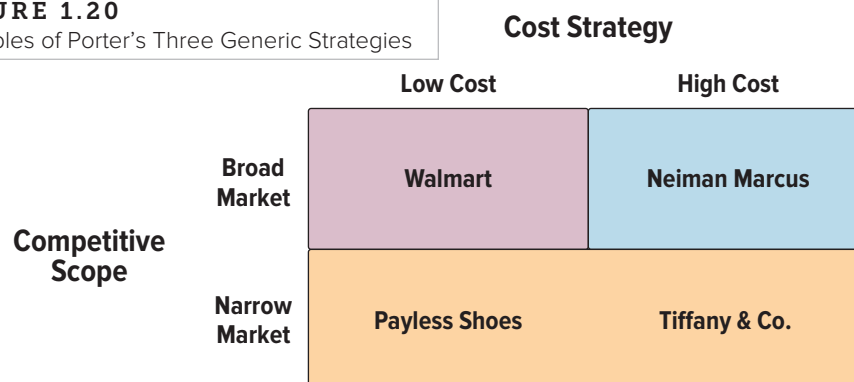 URE 1.20
les of Porter's Three Generic Strategies
Cost Strategy
Low Cost
High Cost
Broad
Market
Walmart
Neiman Marcus
Competitive
Scope
Narrow
Market
Payless Shoes
Tiffany & Co.